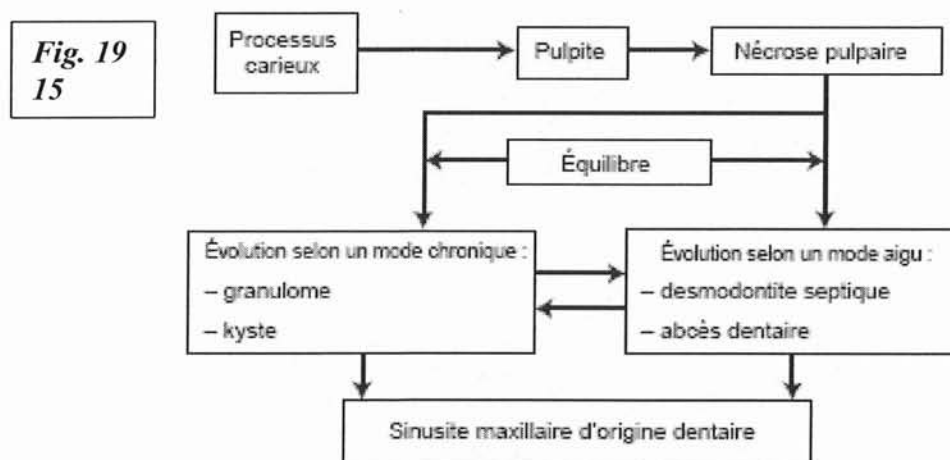 Fig. 19
15
Processus
carieux
Pulpite
Nécrose pulpaire
Équilibre
Évolution selon un mode chronique :
– granulome
– kyste
Évolution selon un mode aigu :
– desmodontite septique
– abcès dentaire
Sinusite maxillaire d'origine dentaire